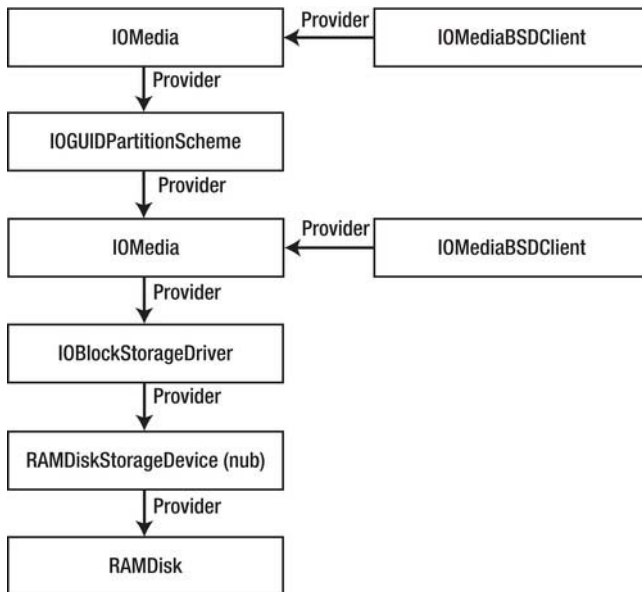 Provider
IOMedia
IOMediaBSDClient
Provider
IOGUIDPartitionScheme
Provider
Provider
IOMedia
IOMediaBSDClient
Provider
IOBlockStorageDriver
Provider
RAMDiskStorageDevice (nub)
Provider
RAMDisk